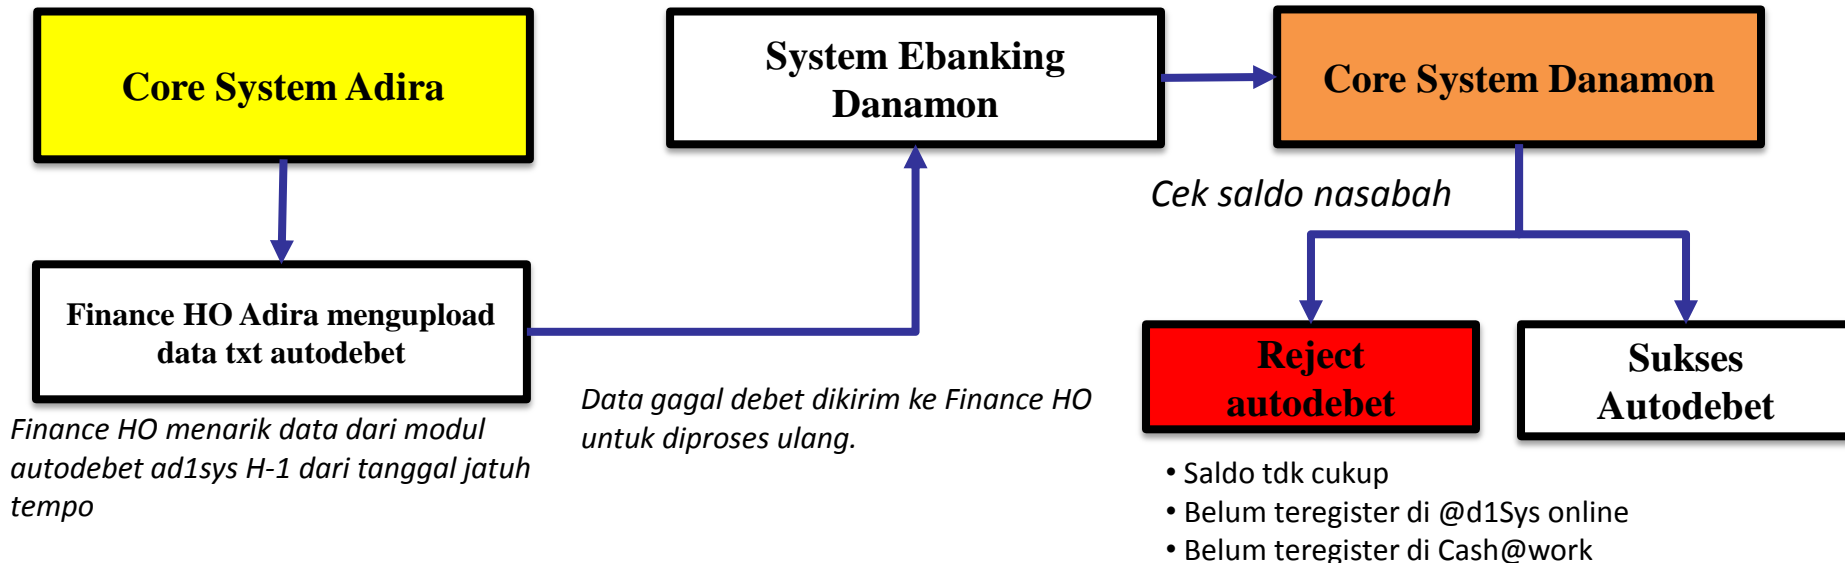 Core System Adira
System Ebanking
Danamon
Core System Danamon
Cek saldo nasabah
Finance HO Adira mengupload
data txt autodebet
Reject
autodebet
Sukses
Autodebet
Data gagal debet dikirim ke Finance HO
untuk diproses ulang.
Finance HO menarik data dari modul
autodebet ad1sys H-1 dari tanggal jatuh
tempo
• Saldo tdk cukup
• Belum teregister di @d1Sys online
• Belum teregister di Cash@work